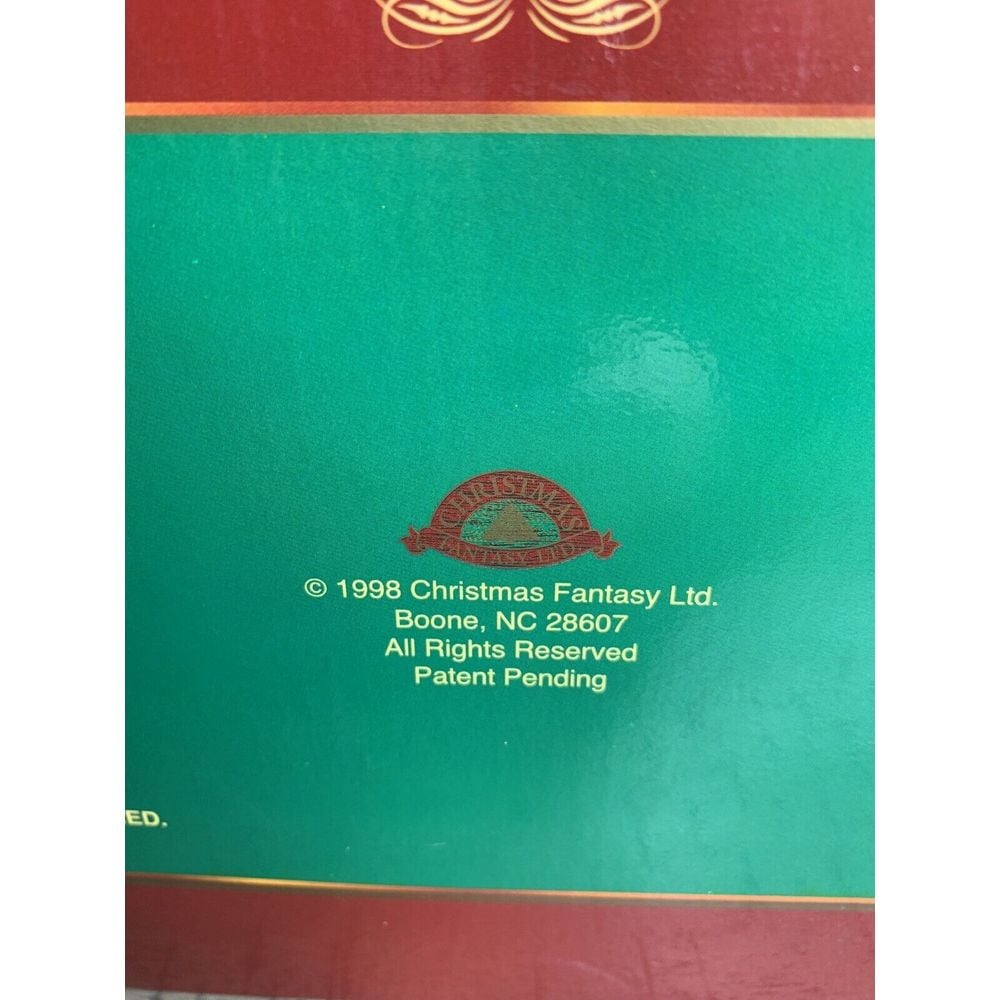 CHRISTMAS
FANTASY LTD.
© 1998 Christmas Fantasy Ltd.
Boone, NC 28607
All Rights Reserved
Patent Pending
ED.